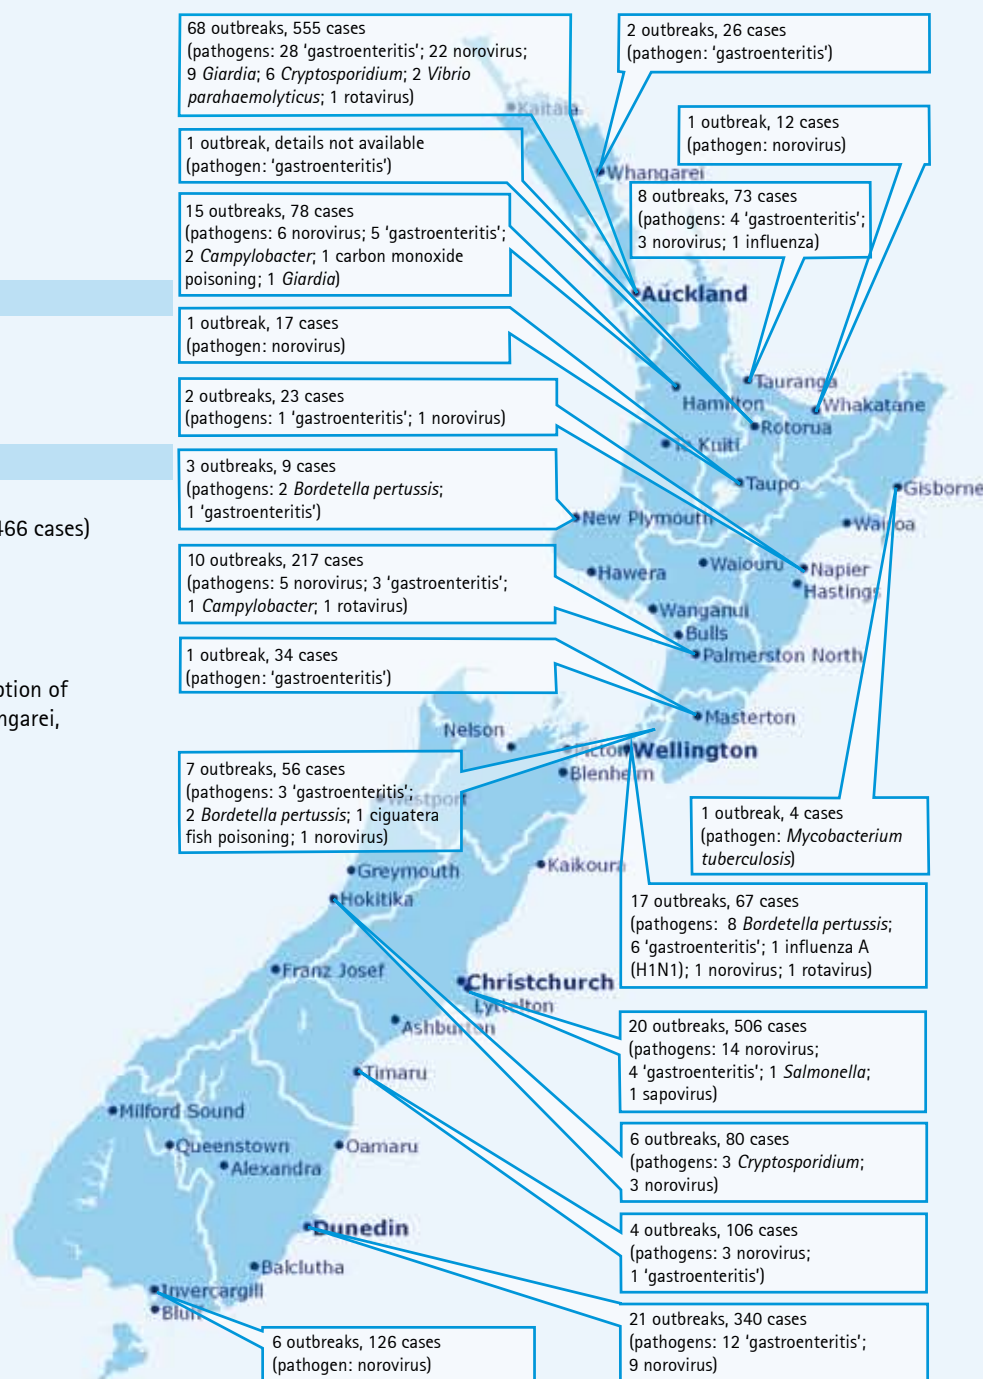 68 outbreaks, 555 cases
(pathogens: 28 'gastroenteritis'; 22 norovirus;
9 Giardia; 6 Cryptosporidium; 2 Vibrio
parahaemolyticus; 1 rotavirus)
2 outbreaks, 26 cases
(pathogen: 'gastroenteritis')
Kaitaia
1 outbreak, 12 cases
(pathogen: norovirus)
1 outbreak, details not available
(pathogen: 'gastroenteritis')
Whangarei
8 outbreaks, 73 cases
(pathogens: 4 'gastroenteritis';
3 norovirus; 1 influenza)
15 outbreaks, 78 cases
(pathogens: 6 norovirus; 5 'gastroenteritis';
2 Campylobacter; 1 carbon monoxide
poisoning; 1 Giardia)
Auckland
1 outbreak, 17 cases
(pathogen: norovirus)
Tauranga
Hamilton
Whakatane
Rotorua
2 outbreaks, 23 cases
(pathogens: 1 'gastroenteritis'; 1 norovirus)
Te Kuiti
3 outbreaks, 9 cases
(pathogens: 2 Bordetella pertussis;
1 'gastroenteritis')
Taupo
Gisborne
466 cases)
New Plymouth
Wairoa
10 outbreaks, 217 cases
(pathogens: 5 norovirus; 3 'gastroenteritis';
1 Campylobacter; 1 rotavirus)
Hawera
Waiouru
Napier
Hastings
Wanganui
Bulls
Palmerston North
1 outbreak, 34 cases
(pathogen: 'gastroenteritis')
ption of
ngarei,
Masterton
Nelson
Picton
Wellington
Blenheim
7 outbreaks, 56 cases
(pathogens: 3 'gastroenteritis';
2 Bordetella pertussis; 1 ciguatera
fish poisoning; 1 norovirus)
Westport
1 outbreak, 4 cases
(pathogen: Mycobacterium
tuberculosis)
Greymouth
Kaikoura
Hokitika
17 outbreaks, 67 cases
(pathogens: 8 Bordetella pertussis;
6 'gastroenteritis'; 1 influenza A
(H1N1); 1 norovirus; 1 rotavirus)
Franz Josef
Christchurch
Lyttelton
Ashburton
20 outbreaks, 506 cases
(pathogens: 14 norovirus;
4 'gastroenteritis'; 1 Salmonella;
1 sapovirus)
Timaru
Milford Sound
Queenstown
Oamaru
Alexandra
6 outbreaks, 80 cases
(pathogens: 3 Cryptosporidium;
3 norovirus)
Dunedin
4 outbreaks, 106 cases
(pathogens: 3 norovirus;
1 'gastroenteritis')
Balclutha
Invercargill
Bluff
21 outbreaks, 340 cases
(pathogens: 12 'gastroenteritis';
9 norovirus)
6 outbreaks, 126 cases
(pathogen: norovirus)